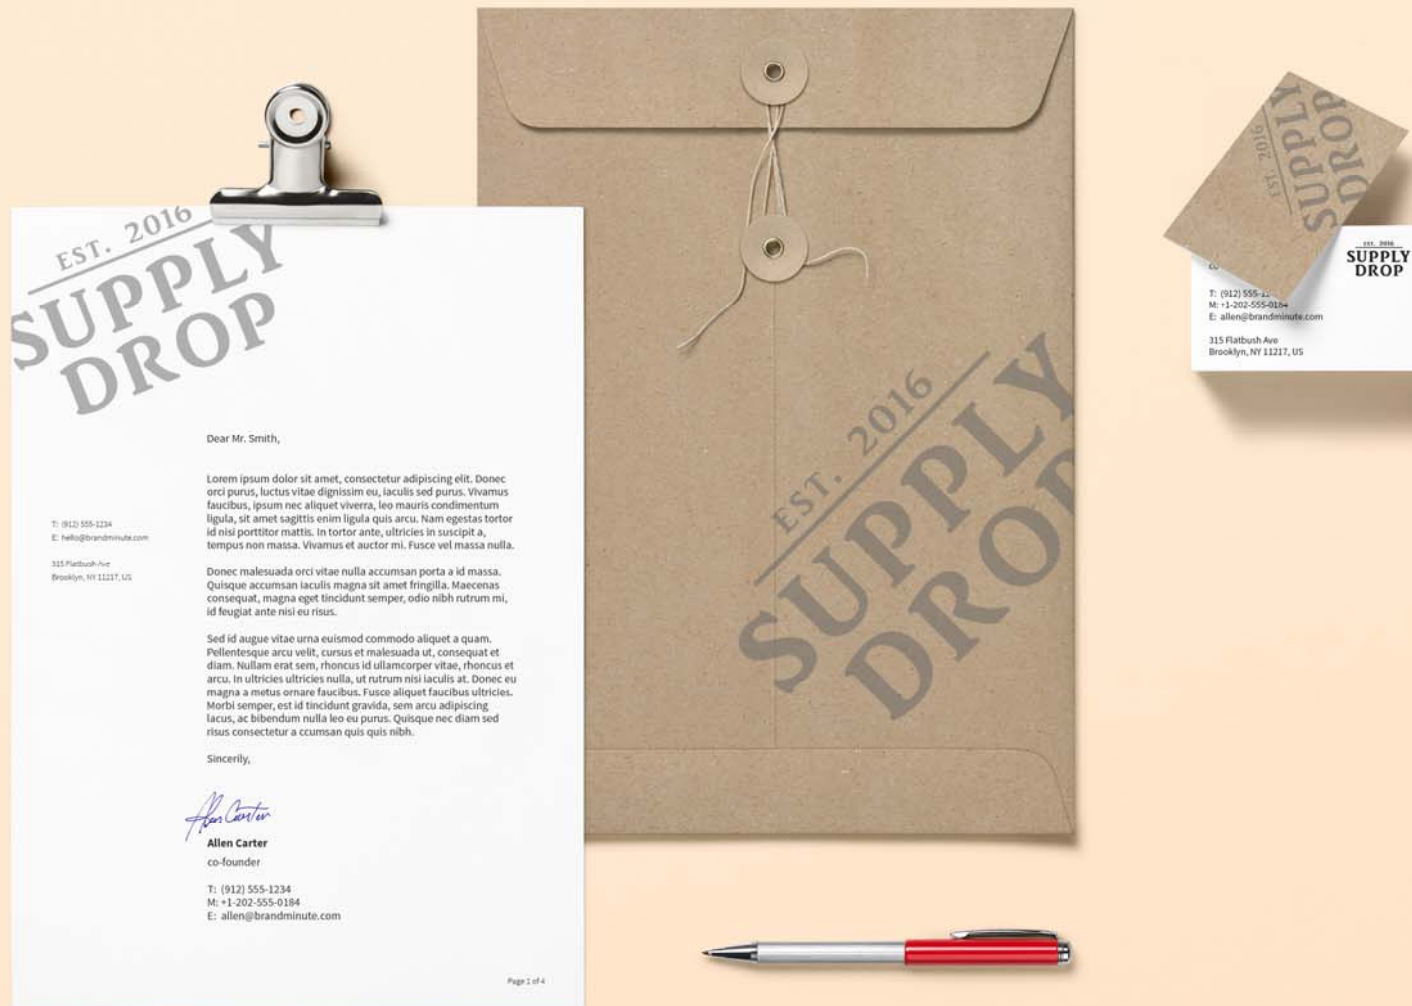 EST. 2016
SUPPLY
DROP
Dear Mr. Smith,
Lorem ipsum dolor sit amet, consectetur adipiscing elit. Donec
orci purus, luctus vitae dignissim eu, iaculis sed purus. Vivamus
faucibus, ipsum nec aliquet viverra, leo mauris condimentum
ligula, sit amet sagittis enim ligula quis arcu. Nam egestas tortor
id nisi porttitor mattis. In tortor ante, ultricies in suscipit a,
tempus non massa. Vivamus et auctor mi. Fusce vel massa nulla.
Donec malesuada orci vitae nulla accumsan porta a id massa.
Quisque accumsan iaculis magna sit amet fringilla. Maecenas
consequat, magna eget tincidunt semper, odio nibh rutrum mi,
id feugiat ante nisi eu risus.
Sed id augue vitae urna euismod commodo aliquet a quam.
Pellentesque arcu velit, cursus et malesuada ut, consequat et
diam. Nullam erat sem, rhoncus id ullamcorper vitae, rhoncus et
arcu. In ultricies ultricies nulla, ut rutrum nisi iaculis at. Donec eu
magna a metus ornare faucibus. Fusce aliquet faucibus ultricies.
Morbi semper, est id tincidunt gravida, sem arcu adipiscing
lacus, ac bibendum nulla leo eu purus. Quisque nec diam sed
risus consectetur a ccumsan quis quis nibh.
Sincerily,
Allen Carter
Allen Carter
co-founder
T: (912) 555-1234
M: +1-202-555-0184
E: allen@brandminute.com
Page 1 of 4
T: (912) 555-1234
E: hello@brandminute.com
315 Flatbush Ave
Brooklyn, NY 11217, US
EST. 2016
SUPPLY
DROP
EST. 2016
SUPPLY
DROP
EST. 2016
SUPPLY
DROP
T: (912) 555-
M: +1-202-555-0184
E: allen@brandminute.com
315 Flatbush Ave
Brooklyn, NY 11217, US